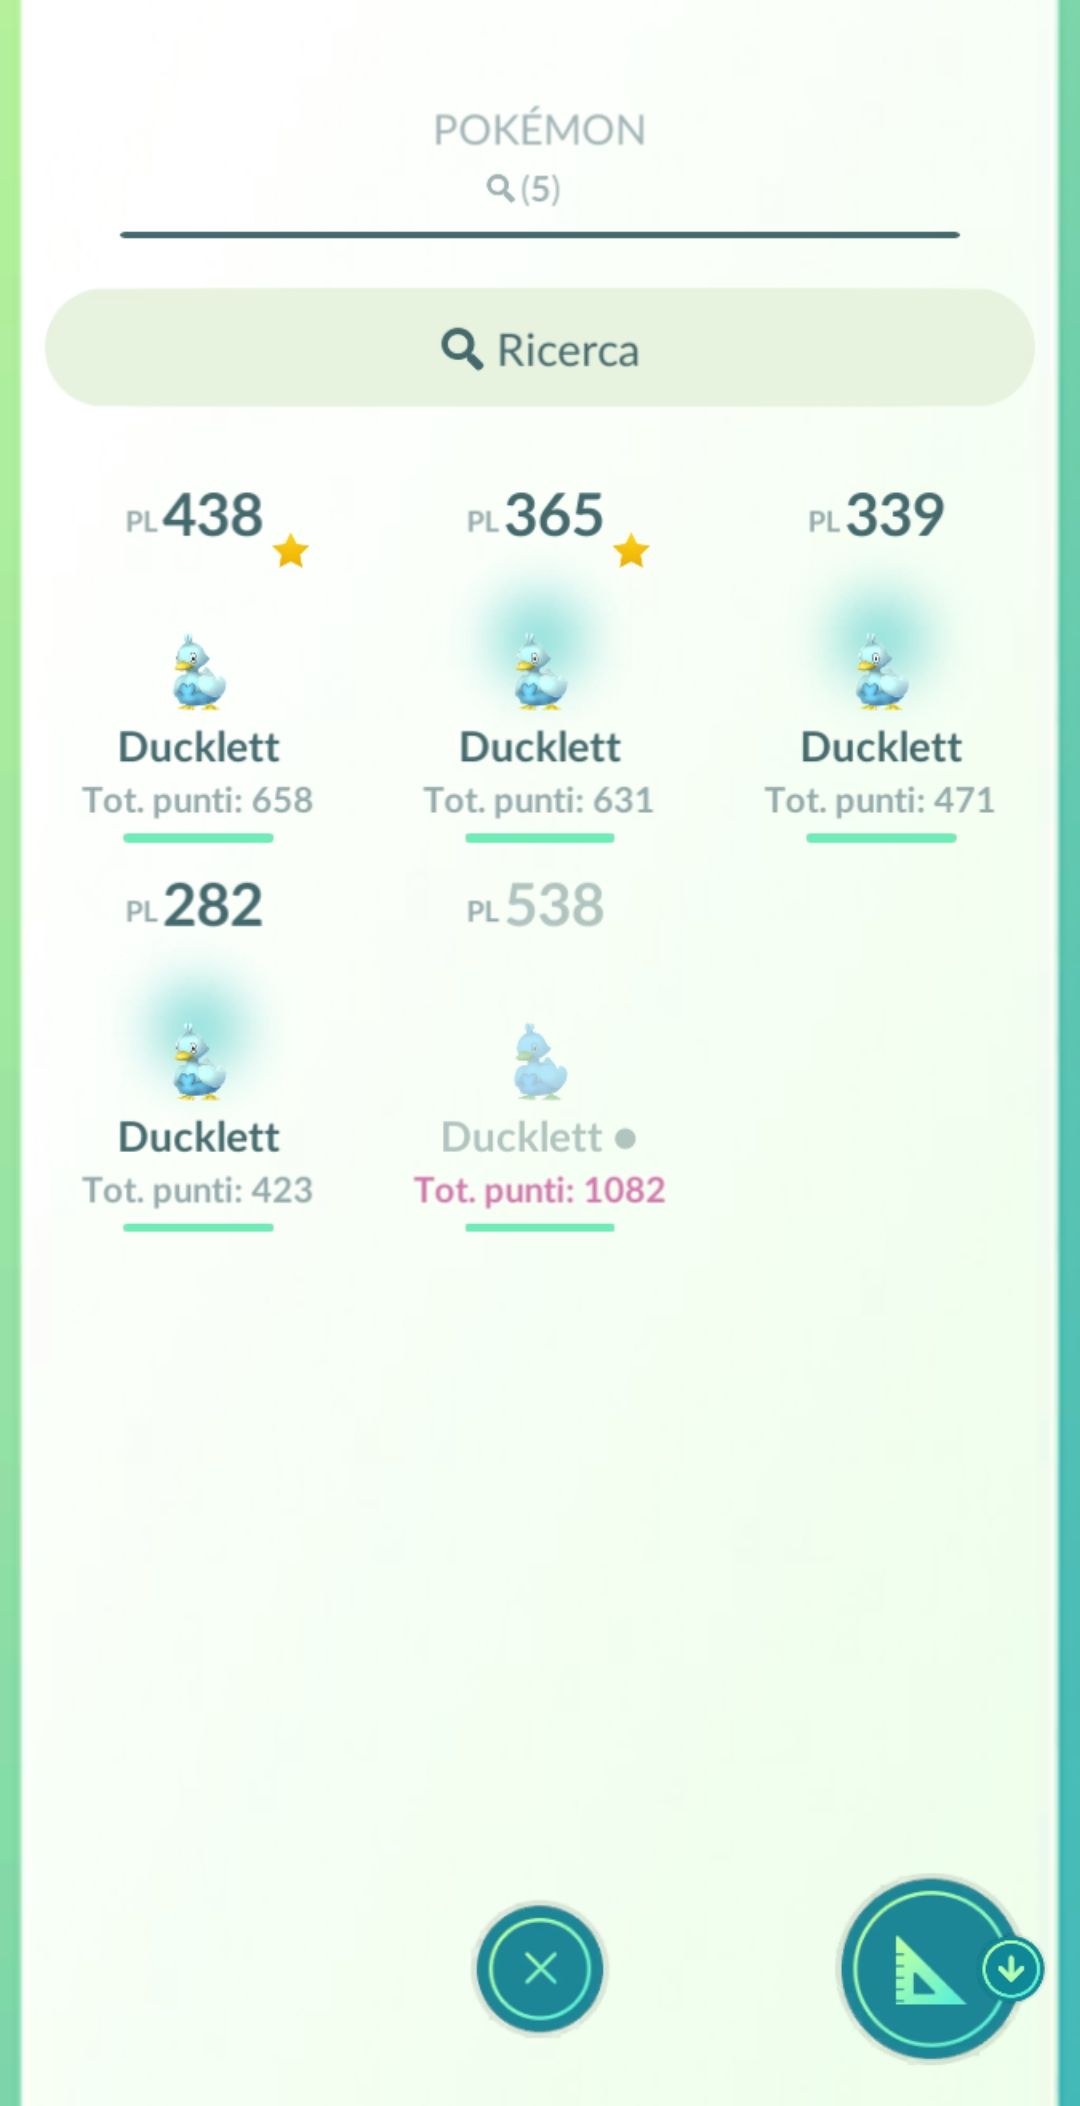 POKÉMON
(5)
Ricerca
PL 438 PL 365 PL 339
Ducklett Ducklett Ducklett
Tot. punti: 658 Tot. punti: 631 Tot. punti: 471
PL 282 PL 538
Ducklett Ducklett
Tot. punti: 423 Tot. punti: 1082